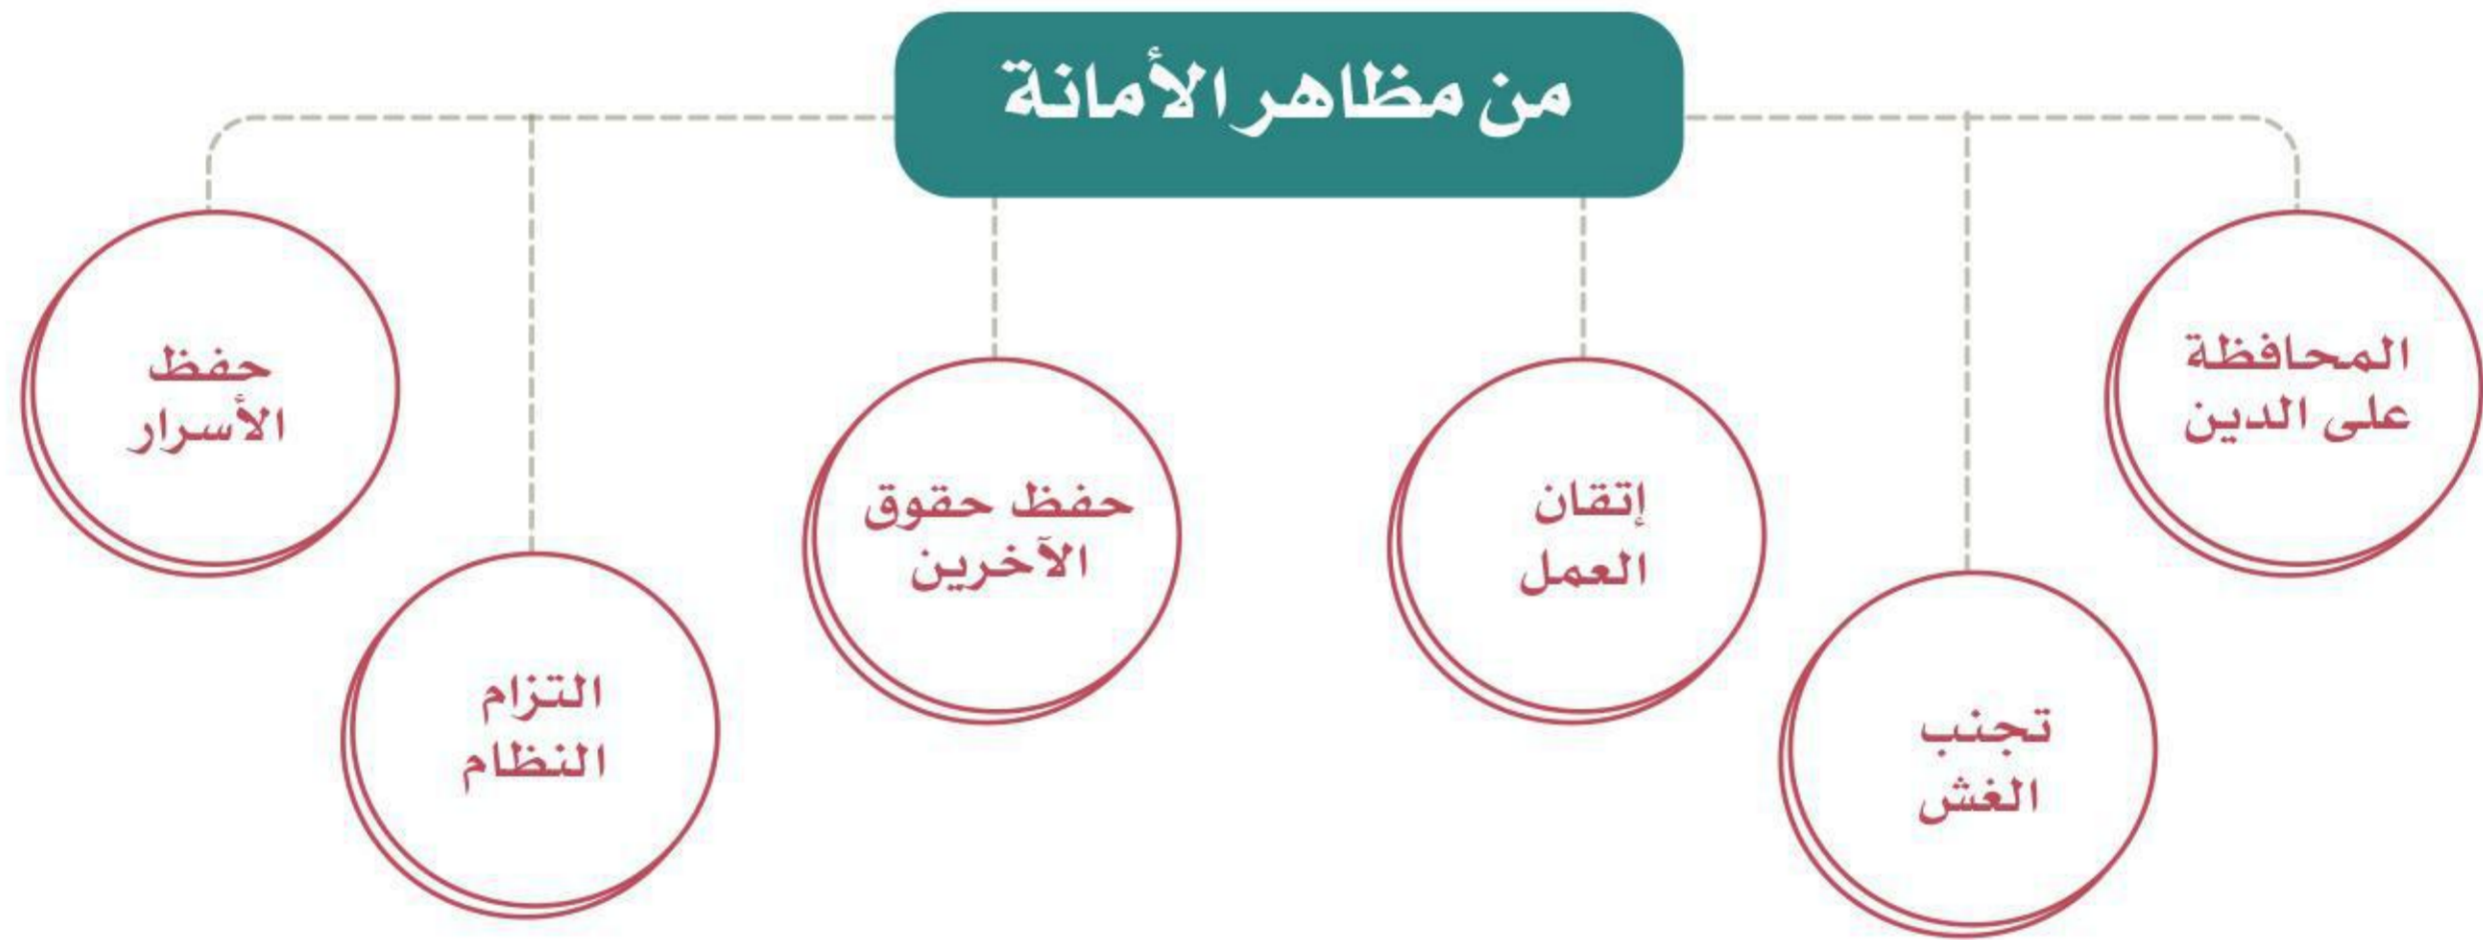 من مظاهر الأمانة
المحافظة
على الدين
تجنب
الغش
إتقان
العمل
حفظ حقوق
الآخرين
التزام
النظام
حفظ
الأسرار